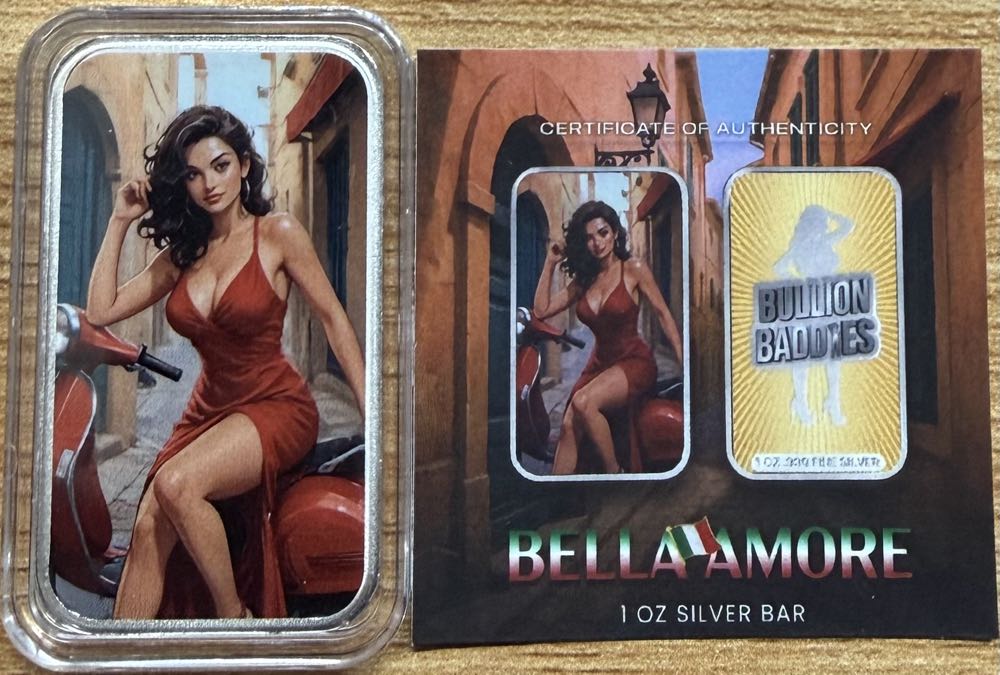 CERTIFICATE OF AUTHENTICITY
BULLION
BADDIES
1 OZ .999 FINE SILVER
BELLA AMORE
1 OZ SILVER BAR